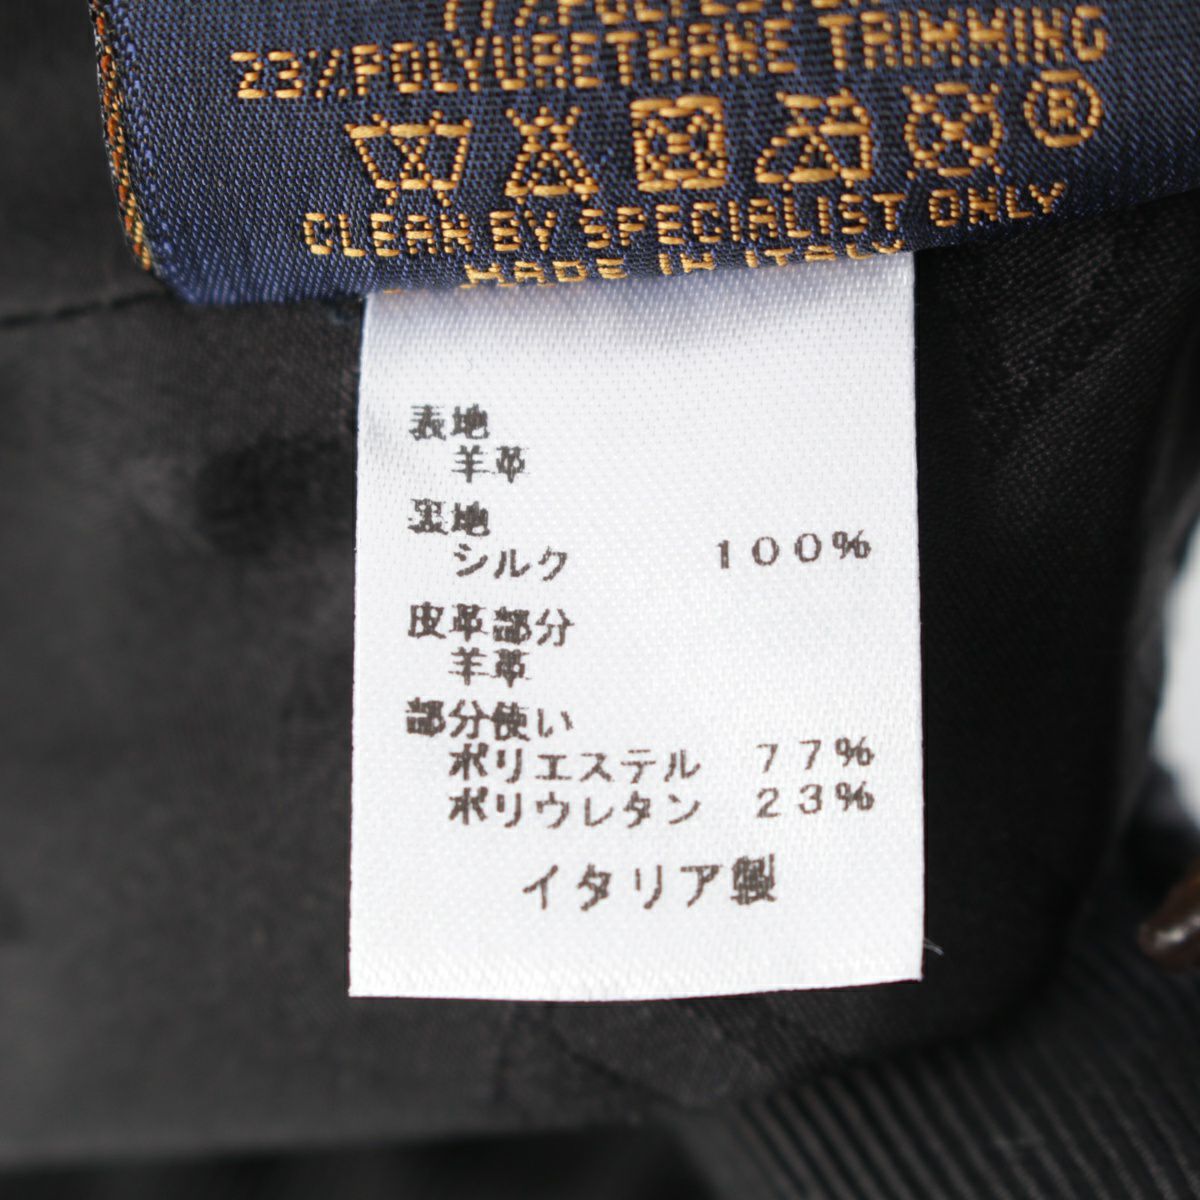 23%POLYURETHANE TRIMMING
®
CLEAN BY SPECIALIST ONLY
MADE IN ITALY
表地
羊革
裏地
シルク 100%
皮革部分
羊革
部分使い
ポリエステル 77%
ポリウレタン 23%
イタリア製